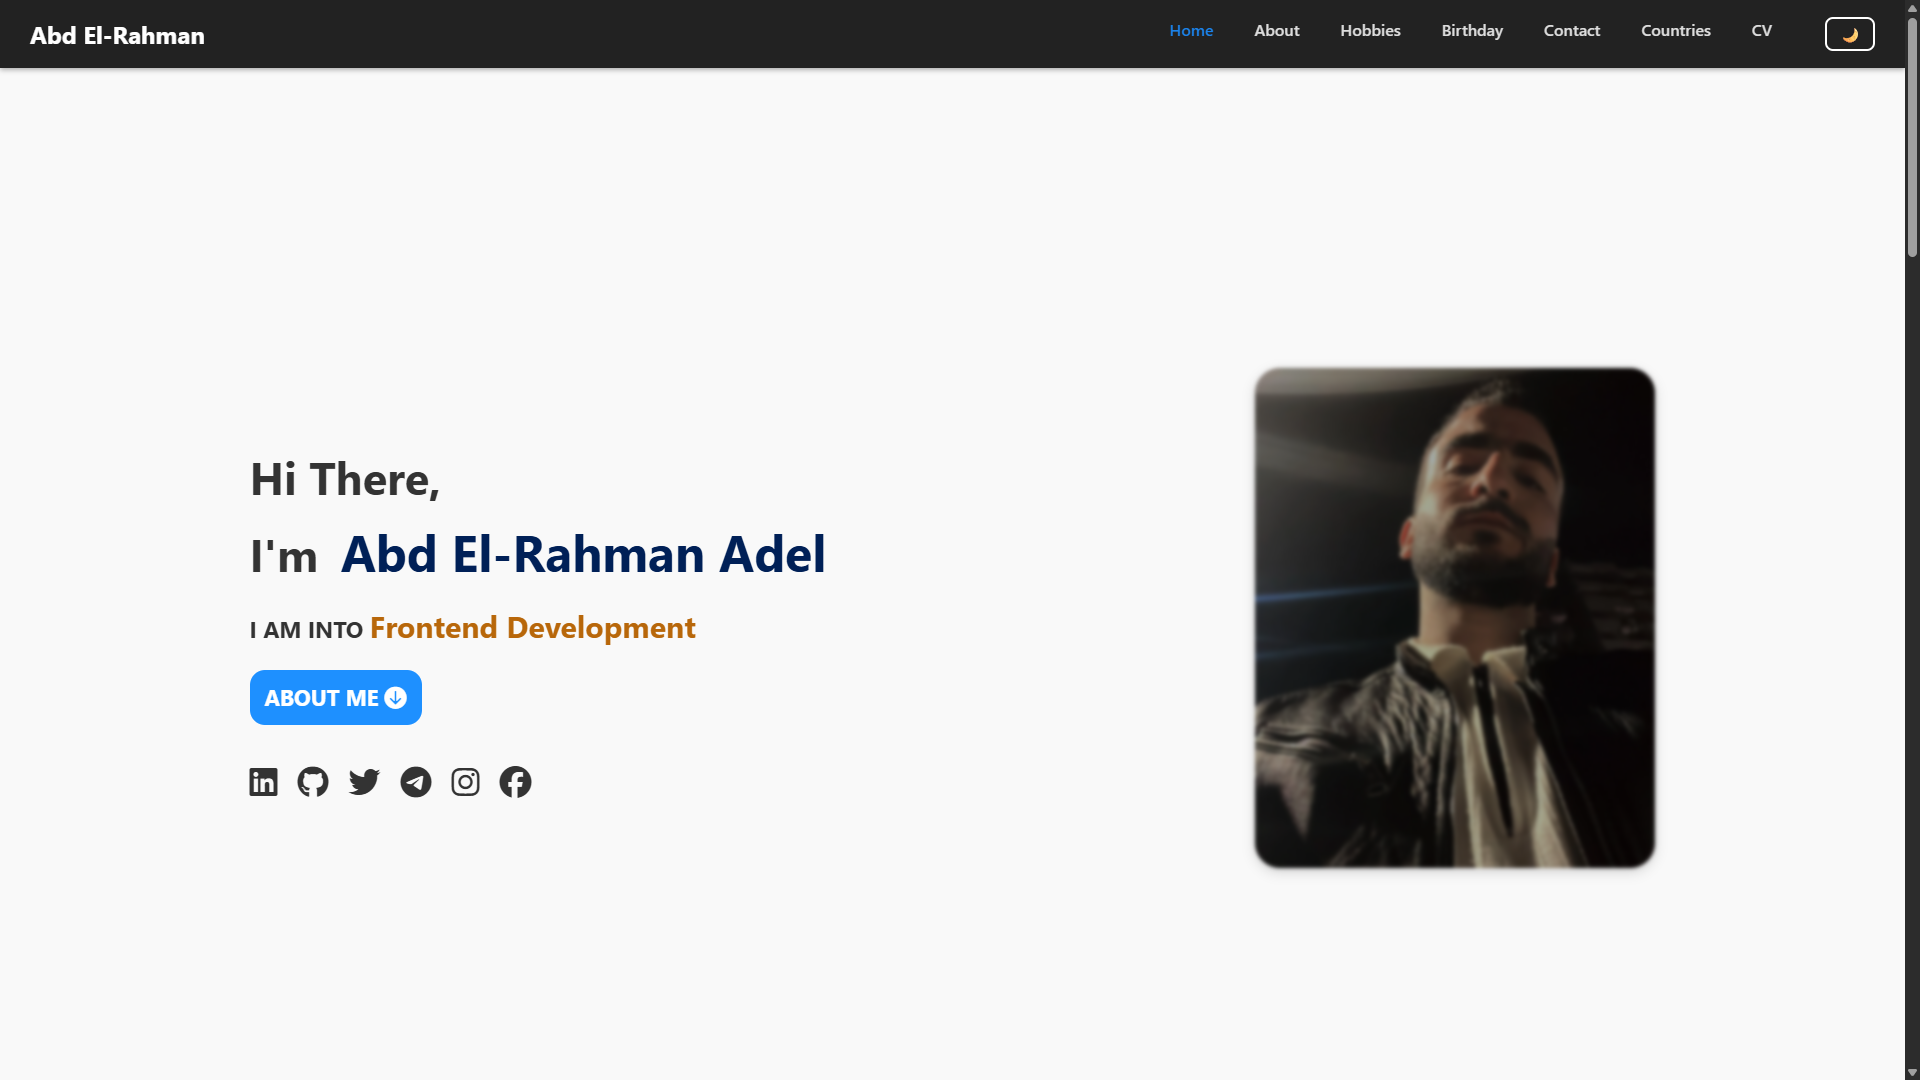 Abd El-Rahman
Home About Hobbies Birthday Contact Countries CV
Hi There,
I'm Abd El-Rahman Adel
I AM INTO Frontend Development
ABOUT ME